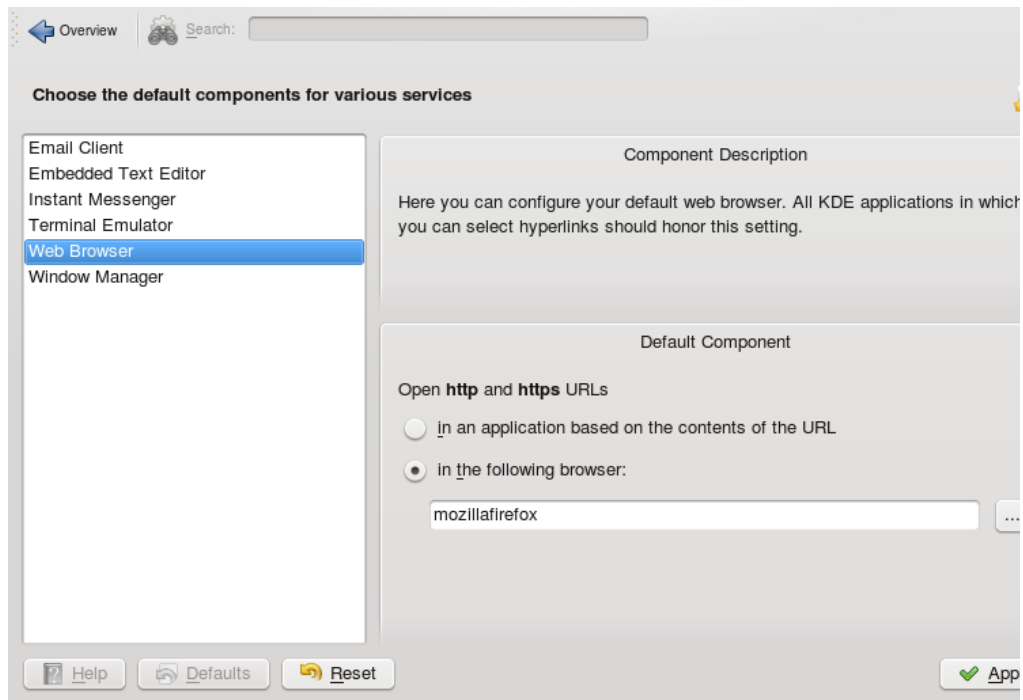 Overview
Search:
Choose the default components for various services
Email Client
Embedded Text Editor
Instant Messenger
Terminal Emulator
Web Browser
Window Manager
Component Description
Here you can configure your default web browser. All KDE applications in which
you can select hyperlinks should honor this setting.
Default Component
Open http and https URLs
in an application based on the contents of the URL
in the following browser:
mozillafirefox
...
Help
Defaults
Reset
App